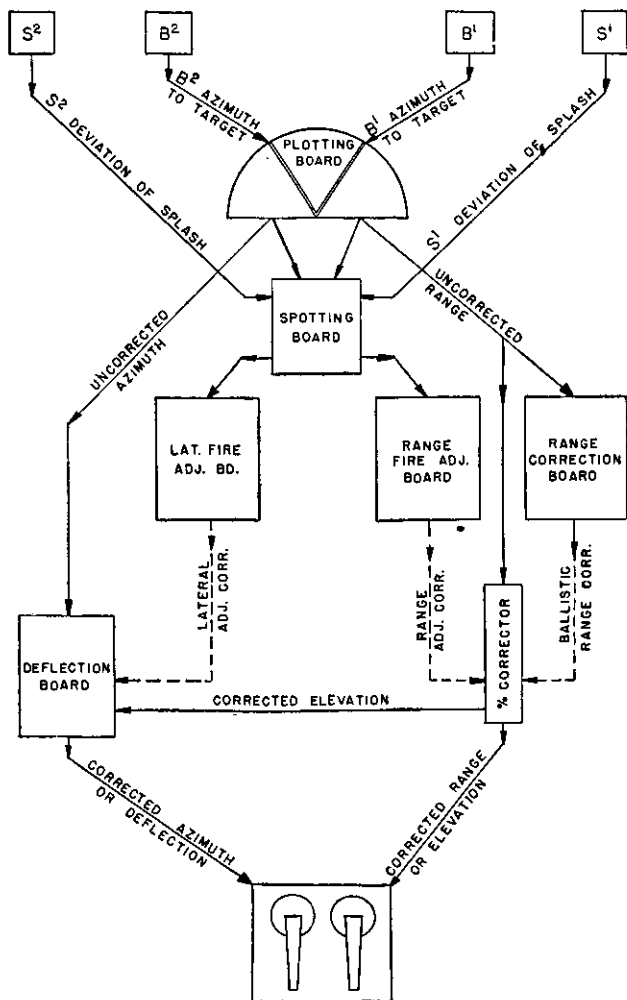 S² B² B¹ S¹
B² AZIMUTH
TO TARGET
B¹ AZIMUTH
TO TARGET
S² DEVIATION OF SPLASH
S¹ DEVIATION OF SPLASH
PLOTTING
BOARD
SPOTTING
BOARD
UNCORRECTED
AZIMUTH
UNCORRECTED
RANGE
LAT. FIRE
ADJ. BD.
RANGE
FIRE ADJ.
BOARD
RANGE
CORRECTION
BOARD
LATERAL
ADJ. CORR.
RANGE
ADJ. CORR.
BALLISTIC
RANGE CORR.
DEFLECTION
BOARD
% CORRECTOR
CORRECTED ELEVATION
CORRECTED AZIMUTH
OR DEFLECTION
CORRECTED RANGE
OR ELEVATION